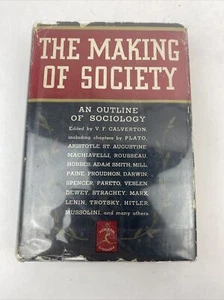 THE MAKING
OF SOCIETY
AN OUTLINE
OF SOCIOLOGY
Edited by V. F. CALVERTON,
including chapters by PLATO,
ARISTOTLE, ST. AUGUSTINE
MACHIAVELLI, ROUSSEAU,
HOBBES, ADAM SMITH, MILL,
PAINE, PROUDHON, DARWIN,
SPENCER, PARETO, VEBLEN
DEWEY, STRACHEY, MARX,
LENIN, TROTSKY, HITLER,
MUSSOLINI, and many others